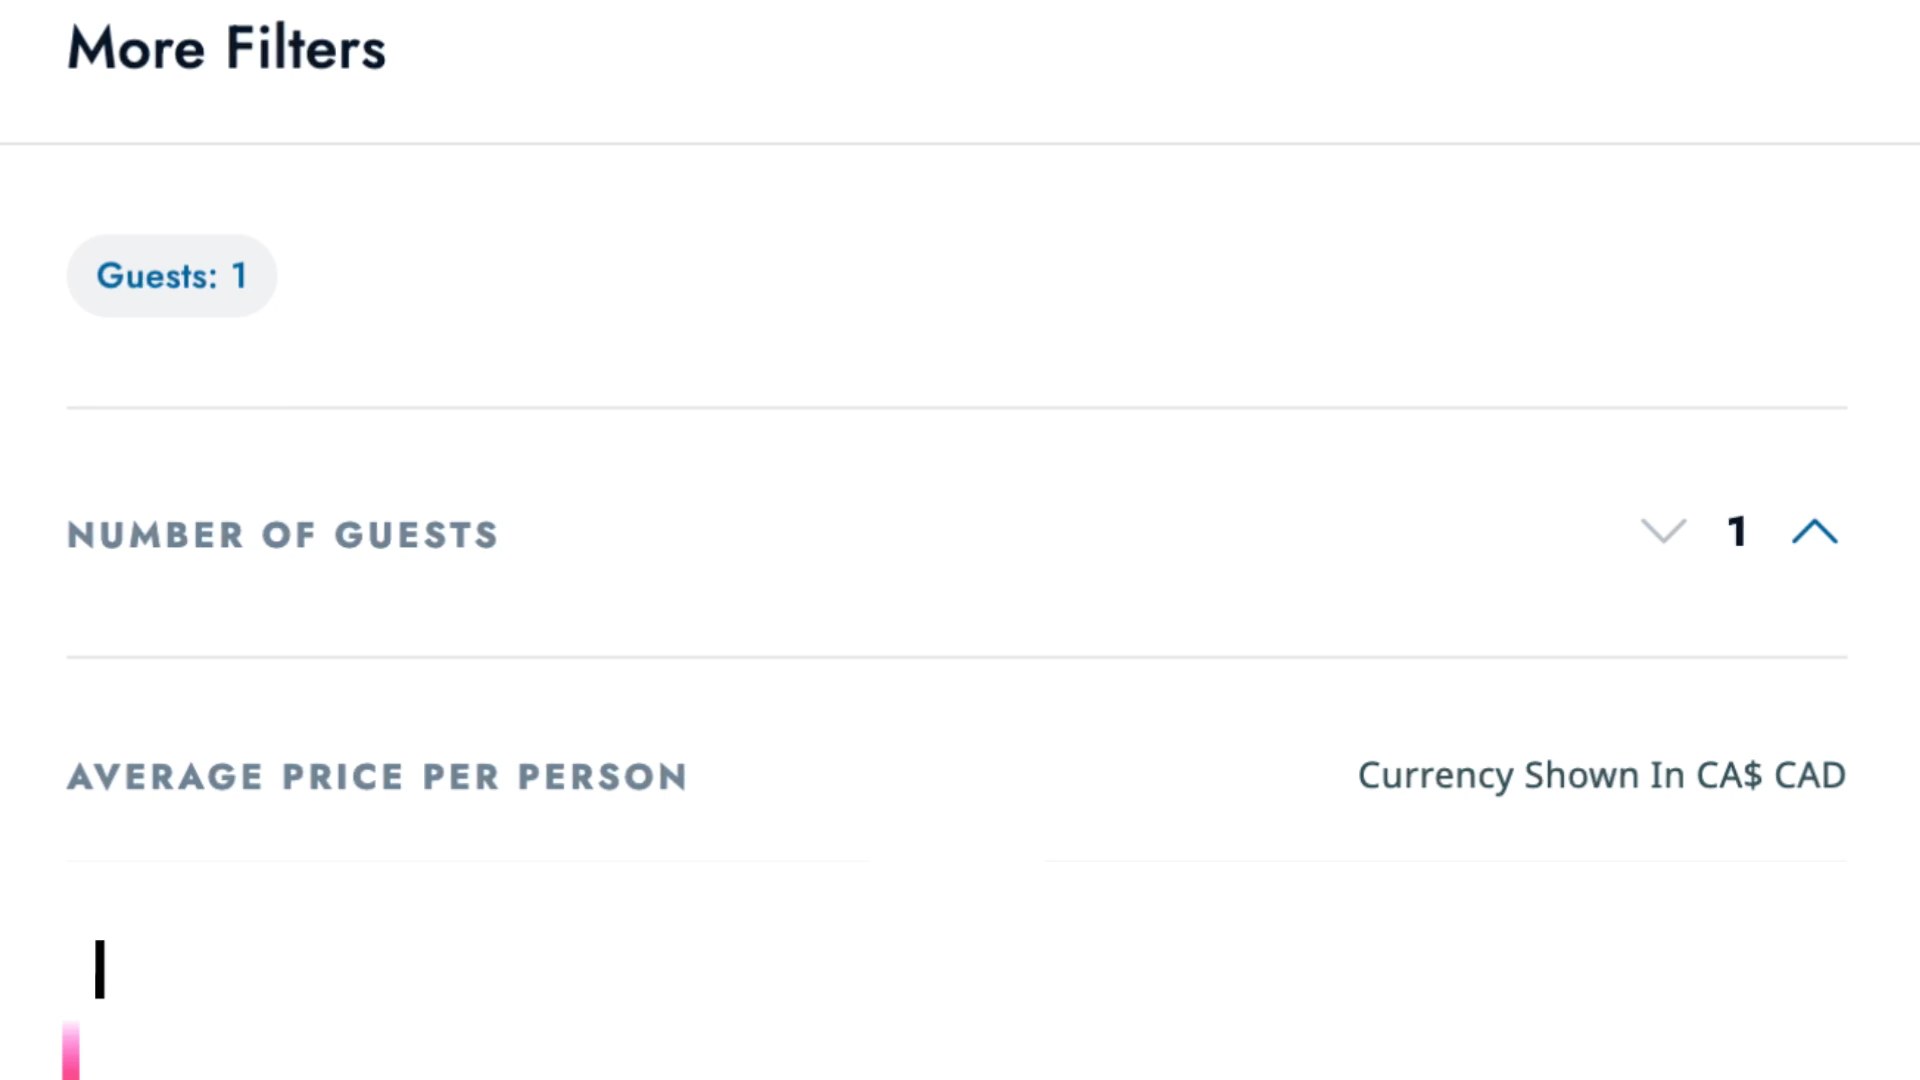 More Filters
Guests: 1
NUMBER OF GUESTS 1
AVERAGE PRICE PER PERSON Currency Shown In CA$ CAD